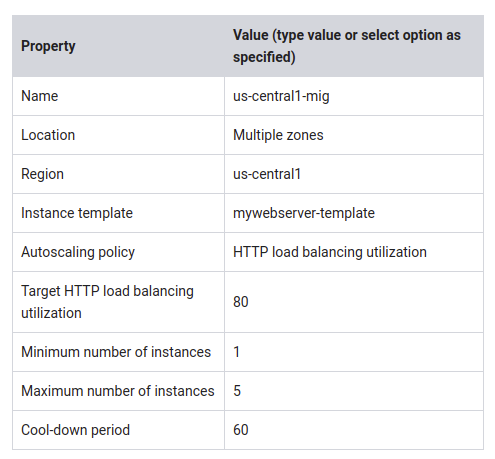 Property
Value (type value or select option as
specified)
Name
us-central1-mig
Location
Multiple zones
Region
us-central1
Instance template
mywebserver-template
Autoscaling policy
HTTP load balancing utilization
Target HTTP load balancing
utilization
80
Minimum number of instances
1
Maximum number of instances
5
Cool-down period
60